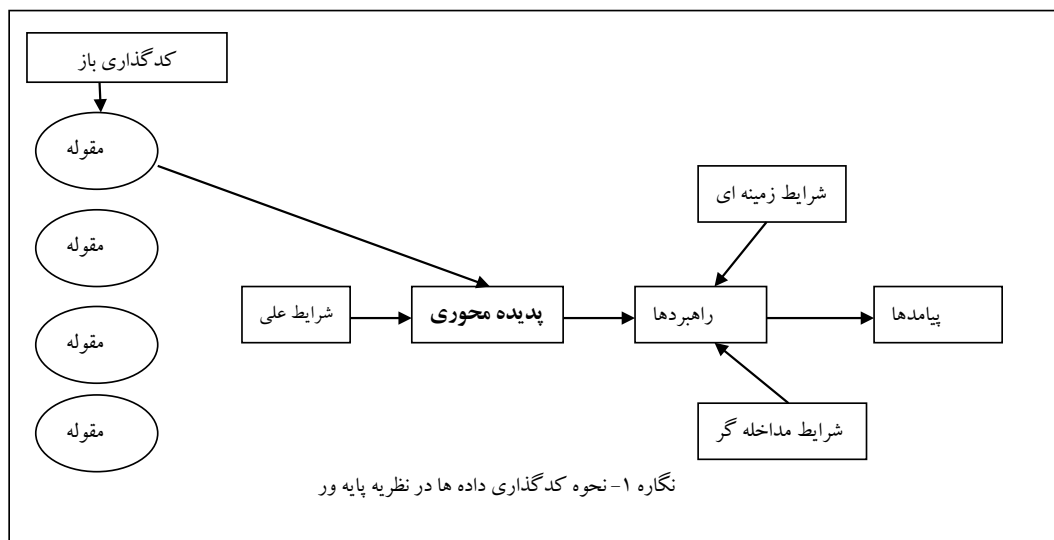 کدگذاری باز
مقوله
شرایط زمینه ای
مقوله
شرایط علی
پدیده محوری
راهبردها
پیامدها
مقوله
مقوله
شرایط مداخله گر
نگاره ۱- نحوه کدگذاری داده ها در نظریه پایه ور